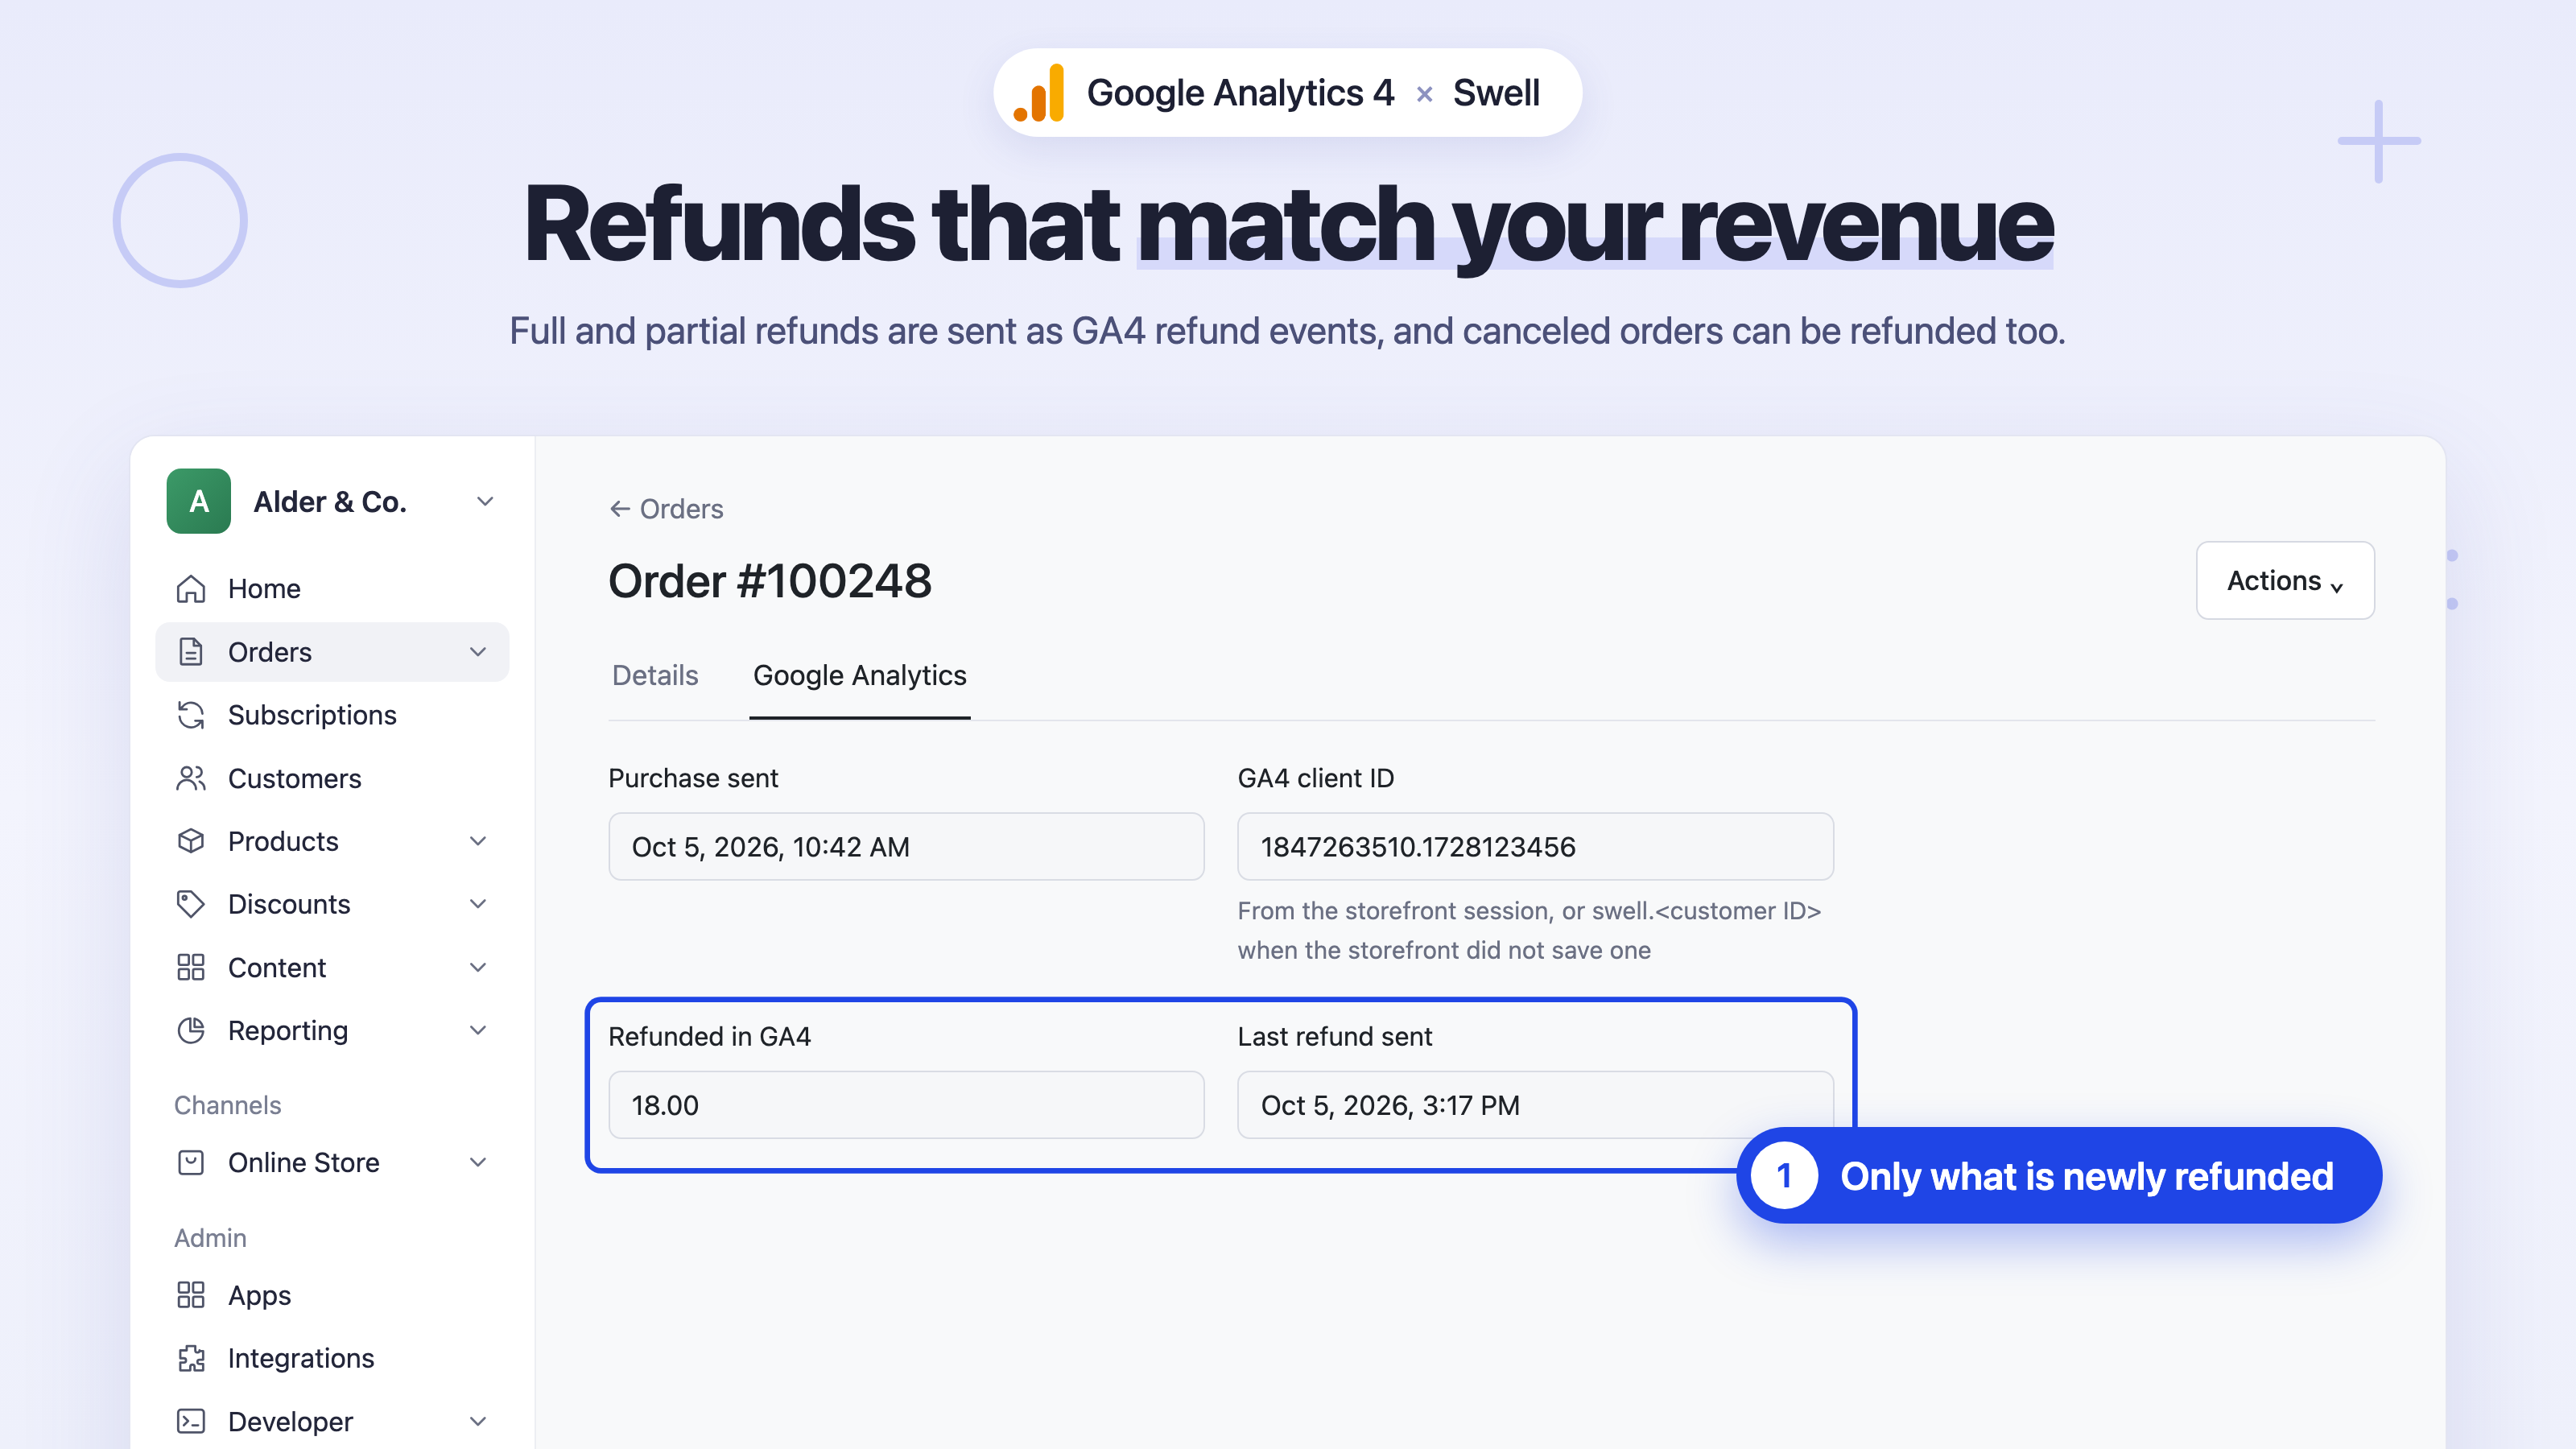 Google Analytics 4 × Swell
Refunds that match your revenue
Full and partial refunds are sent as GA4 refund events, and canceled orders can be refunded too.
A
Alder & Co.
Home
Orders
Subscriptions
Customers
Products
Discounts
Content
Reporting
Channels
Online Store
Admin
Apps
Integrations
Developer
← Orders
Order #100248
Actions
Details
Google Analytics
Purchase sent
Oct 5, 2026, 10:42 AM
GA4 client ID
1847263510.1728123456
From the storefront session, or swell.<customer ID>
when the storefront did not save one
Refunded in GA4
18.00
Last refund sent
Oct 5, 2026, 3:17 PM
1 Only what is newly refunded